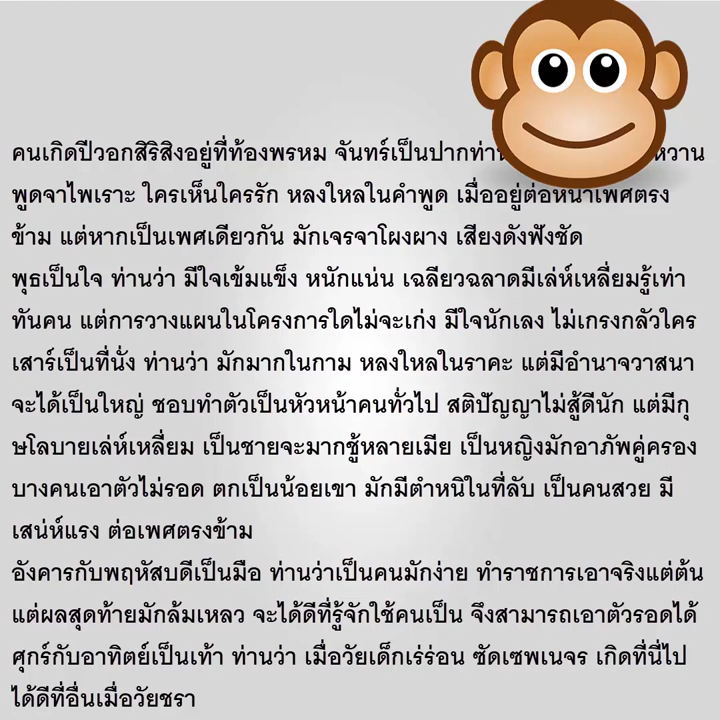 คนเกิดปีวอกสิริสิงอยู่ที่ท้องพรหม จันทร์เป็นปากท่าน หวาน
พูดจาไพเราะ ใครเห็นใครรัก หลงใหลในคำพูด เมื่ออยู่ต่อหน้าเพศตรง
ข้าม แต่หากเป็นเพศเดียวกัน มักเจรจาโผงผาง เสียงดังฟังชัด
พุธเป็นใจ ท่านว่า มีใจเข้มแข็ง หนักแน่น เฉลียวฉลาดมีเล่ห์เหลี่ยมรู้เท่า
ทันคน แต่การวางแผนในโครงการใดไม่จะเก่ง มีใจนักเลง ไม่เกรงกลัวใคร
เสาร์เป็นที่นั่ง ท่านว่า มักมากในกาม หลงใหลในราคะ แต่มีอำนาจวาสนา
จะได้เป็นใหญ่ ชอบทำตัวเป็นหัวหน้าคนทั่วไป สติปัญญาไม่สู้ดีนัก แต่มีกุ
ษโลบายเล่ห์เหลี่ยม เป็นชายจะมากชู้หลายเมีย เป็นหญิงมักอาภัพคู่ครอง
บางคนเอาตัวไม่รอด ตกเป็นน้อยเขา มักมีตำหนิในที่ลับ เป็นคนสวย มี
เสน่ห์แรง ต่อเพศตรงข้าม
อังคารกับพฤหัสบดีเป็นมือ ท่านว่าเป็นคนมักง่าย ทำราชการเอาจริงแต่ต้น
แต่ผลสุดท้ายมักล้มเหลว จะได้ดีที่รู้จักใช้คนเป็น จึงสามารถเอาตัวรอดได้
ศุกร์กับอาทิตย์เป็นเท้า ท่านว่า เมื่อวัยเด็กเร่ร่อน ซัดเซพเนจร เกิดที่นี่ไป
ได้ดีที่อื่นเมื่อวัยชรา